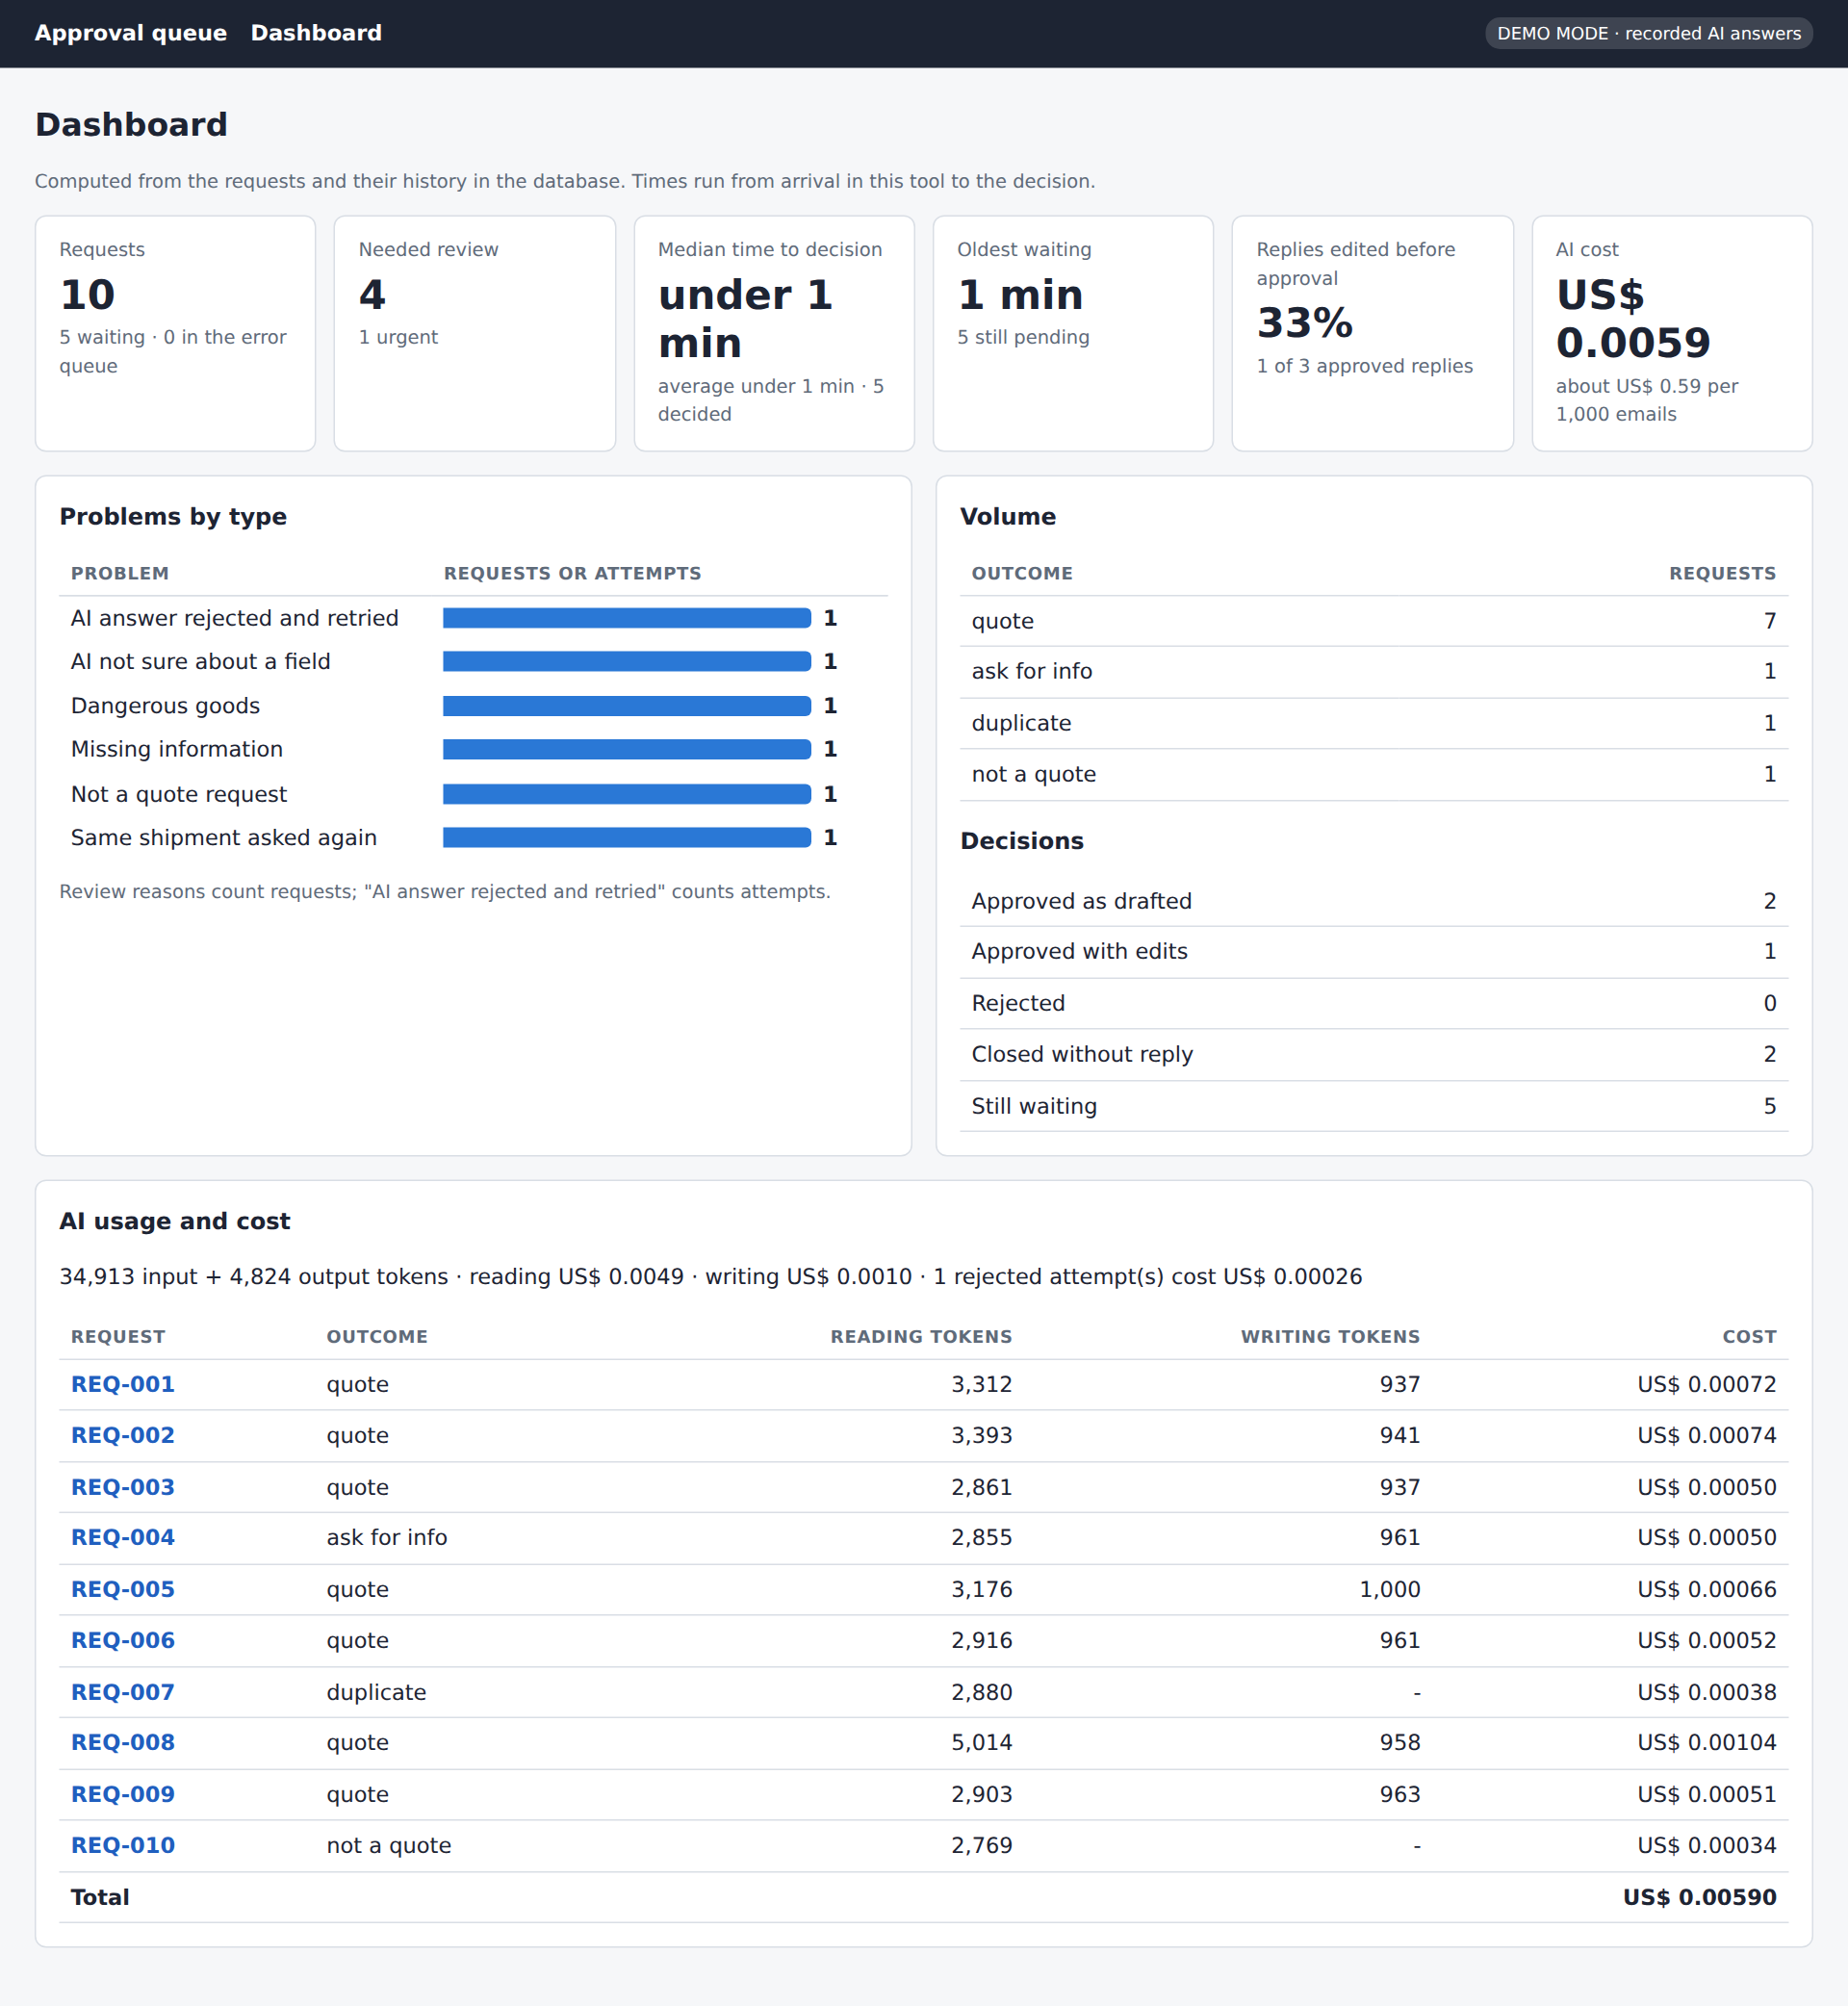 Approval queue Dashboard
DEMO MODE · recorded AI answers
Dashboard
Computed from the requests and their history in the database. Times run from arrival in this tool to the decision.
Requests
10
5 waiting · 0 in the error
queue
Needed review
4
1 urgent
Median time to decision
under 1
min
average under 1 min · 5
decided
Oldest waiting
1 min
5 still pending
Replies edited before
approval
33%
1 of 3 approved replies
AI cost
US$
0.0059
about US$ 0.59 per
1,000 emails
Problems by type
PROBLEM REQUESTS OR ATTEMPTS
AI answer rejected and retried 1
AI not sure about a field 1
Dangerous goods 1
Missing information 1
Not a quote request 1
Same shipment asked again 1
Review reasons count requests; "AI answer rejected and retried" counts attempts.
Volume
OUTCOME REQUESTS
quote 7
ask for info 1
duplicate 1
not a quote 1
Decisions
Approved as drafted 2
Approved with edits 1
Rejected 0
Closed without reply 2
Still waiting 5
AI usage and cost
34,913 input + 4,824 output tokens · reading US$ 0.0049 · writing US$ 0.0010 · 1 rejected attempt(s) cost US$ 0.00026
REQUEST OUTCOME READING TOKENS WRITING TOKENS COST
REQ-001 quote 3,312 937 US$ 0.00072
REQ-002 quote 3,393 941 US$ 0.00074
REQ-003 quote 2,861 937 US$ 0.00050
REQ-004 ask for info 2,855 961 US$ 0.00050
REQ-005 quote 3,176 1,000 US$ 0.00066
REQ-006 quote 2,916 961 US$ 0.00052
REQ-007 duplicate 2,880 - US$ 0.00038
REQ-008 quote 5,014 958 US$ 0.00104
REQ-009 quote 2,903 963 US$ 0.00051
REQ-010 not a quote 2,769 - US$ 0.00034
Total US$ 0.00590